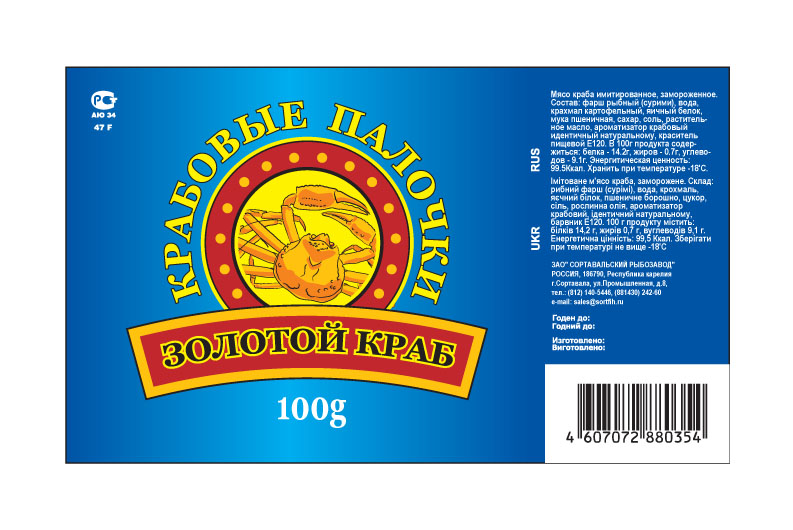 АІО 34
47 F
КРАБОВЫЕ ПАЛОЧКИ
ЗОЛОТОЙ КРАБ
100g
RUS
Мясо краба имитированное, замороженное.
Состав: фарш рыбный (сурими), вода,
крахмал картофельный, яичный белок,
мука пшеничная, сахар, соль, раститель-
ное масло, ароматизатор крабовый
идентичный натуральному, краситель
пищевой Е120. В 100г продукта содер-
житься: белка - 14.2г, жиров - 0.7г, углево-
дов - 9.1г. Энергитическая ценность:
99.5Ккал. Хранить при температуре -18°С.
UKR
Імітоване м'ясо краба, заморожене. Склад:
рибний фарш (сурімі), вода, крохмаль,
яєчний білок, пшеничне борошно, цукор,
сіль, рослинна олія, ароматизатор
крабовий, ідентичний натуральному,
барвник Е120. 100 г продукту містить:
білків 14,2 г, жирів 0,7 г, вуглеводів 9,1 г.
Енергетична цінність: 99,5 Ккал. Зберігати
при температурі не вище -18°С
ЗАО" СОРТАВАЛЬСКИЙ РЫБОЗАВОД"
РОССИЯ, 186790, Республика карелия
г.Сортавала, ул.Промышленная, д.8,
тел.: (812) 140-5446, (881430) 242-60
e-mail: sales@sortfih.ru
Годен до:
Годний до:
Изготовлено:
Виготовлено:
4 607072 880354